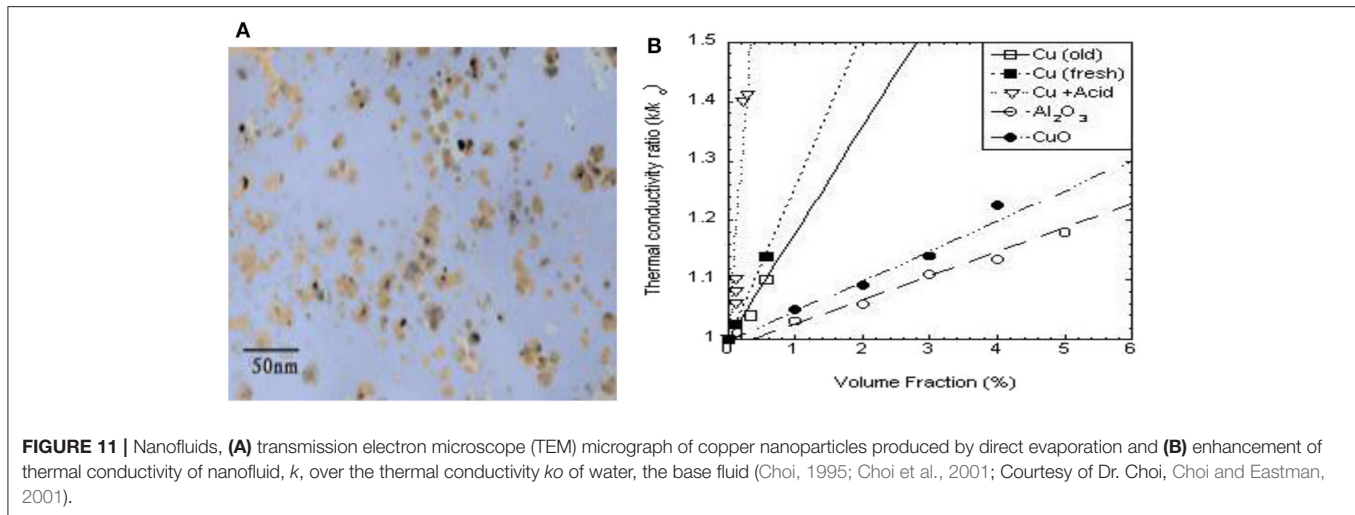 A
50nm
B
Thermal conductivity ratio (k/k₀)
1.5
1.4
1.3
1.2
1.1
1
0
1
2
3
4
5
6
Volume Fraction (%)
Cu (old)
Cu (fresh)
Cu +Acid
Al₂O₃
CuO
FIGURE 11 | Nanofluids, (A) transmission electron microscope (TEM) micrograph of copper nanoparticles produced by direct evaporation and (B) enhancement of
thermal conductivity of nanofluid, k, over the thermal conductivity ko of water, the base fluid (Choi, 1995; Choi et al., 2001; Courtesy of Dr. Choi, Choi and Eastman,
2001).